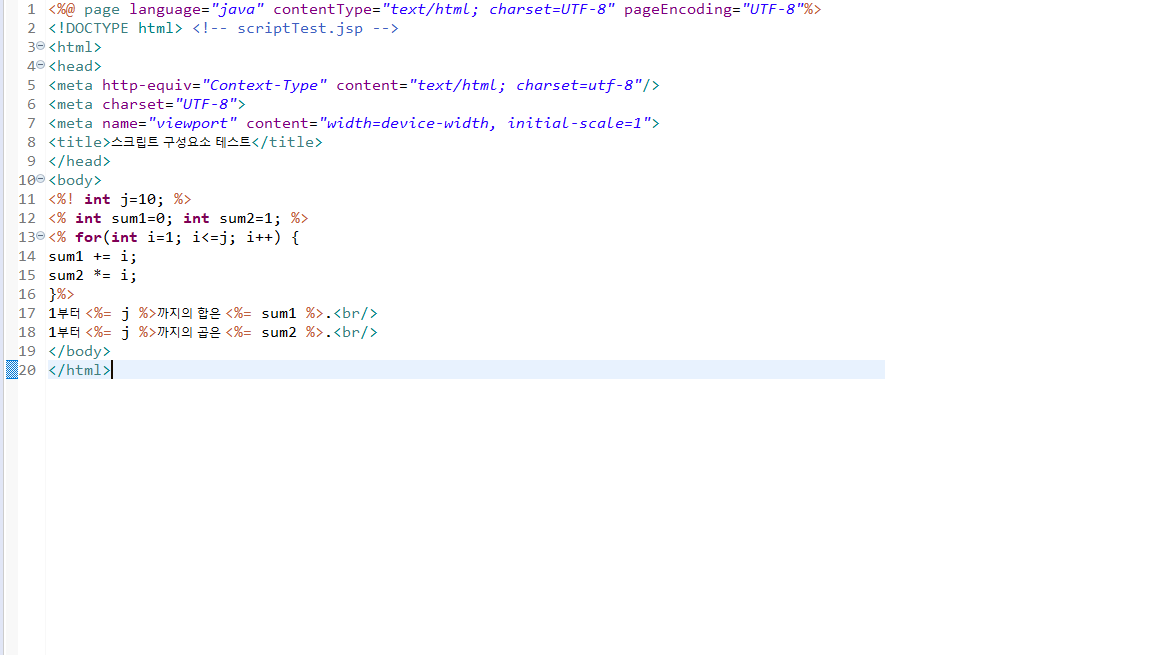 1 <%@ page language="java" contentType="text/html; charset=UTF-8" pageEncoding="UTF-8"%>
2 <!DOCTYPE html> <!-- scriptTest.jsp -->
3 <html>
4 <head>
5 <meta http-equiv="Context-Type" content="text/html; charset=utf-8"/>
6 <meta charset="UTF-8">
7 <meta name="viewport" content="width=device-width, initial-scale=1">
8 <title>스크립트 구성요소 테스트</title>
9 </head>
10 <body>
11 <%! int j=10; %>
12 <% int sum1=0; int sum2=1; %>
13 <% for(int i=1; i<=j; i++) {
14 sum1 += i;
15 sum2 *= i;
16 }%>
17 1부터 <%= j %>까지의 합은 <%= sum1 %>.<br/>
18 1부터 <%= j %>까지의 곱은 <%= sum2 %>.<br/>
19 </body>
20 </html>